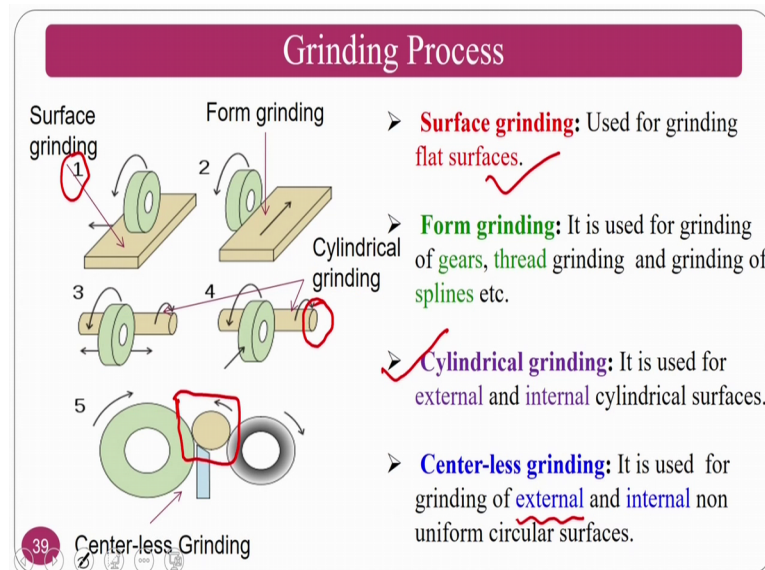 Grinding Process
Surface
grinding
Form grinding
1
2
Cylindrical
grinding
3
4
5
Center-less Grinding
39
➤ Surface grinding: Used for grinding
flat surfaces.
➤ Form grinding: It is used for grinding
of gears, thread grinding and grinding of
splines etc.
➤ Cylindrical grinding: It is used for
external and internal cylindrical surfaces.
➤ Center-less grinding: It is used for
grinding of external and internal non
uniform circular surfaces.